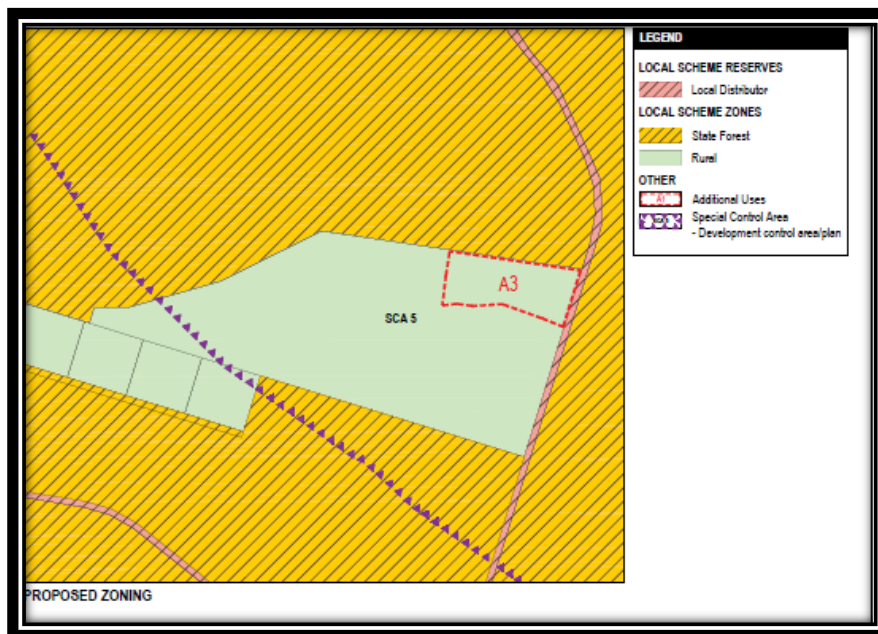 LEGEND
LOCAL SCHEME RESERVES
Local Distributor
LOCAL SCHEME ZONES
State Forest
Rural
OTHER
A1 Additional Uses
Special Control Area
- Development control area/plan
A3
SCA 5
PROPOSED ZONING